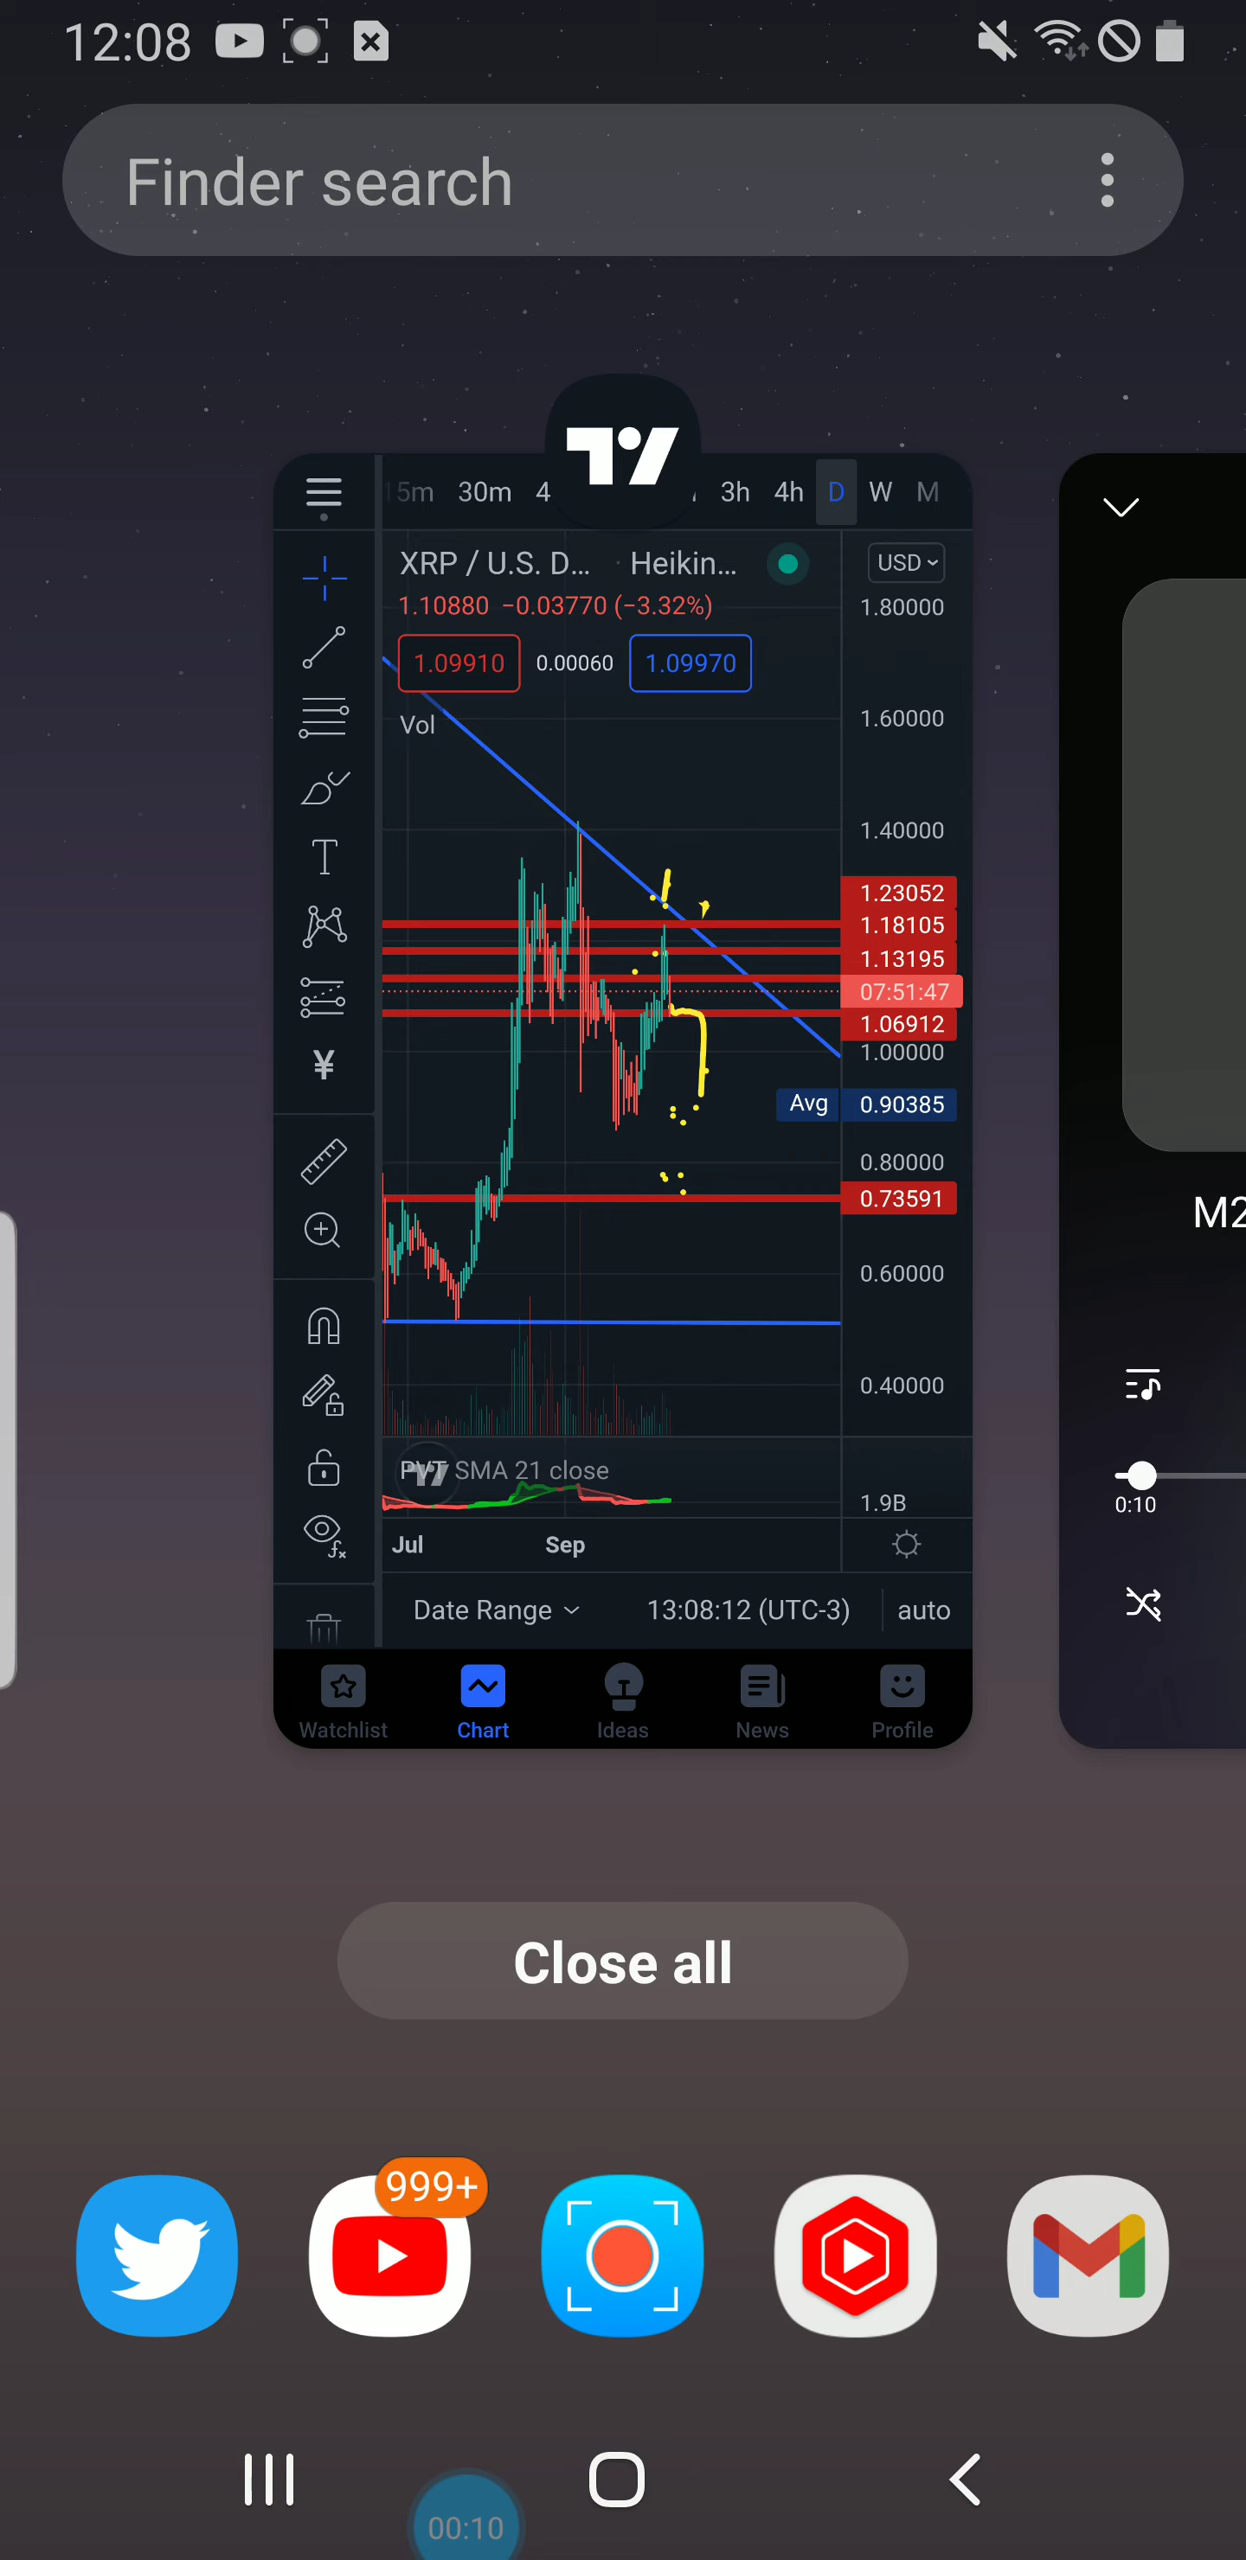 12:08
Finder search
15m 30m 4 3h 4h D W M
XRP / U.S. D... · Heikin...
USD
1.10880 −0.03770 (−3.32%)
1.80000
1.09910 0.00060 1.09970
1.60000
Vol
1.40000
1.23052
1.18105
1.13195
07:51:47
1.06912
1.00000
Avg 0.90385
0.80000
0.73591
0.60000
0.40000
PVT SMA 21 close
1.9B
Jul Sep
Date Range 13:08:12 (UTC-3) auto
Watchlist Chart Ideas News Profile
M2
0:10
Close all
999+
00:10